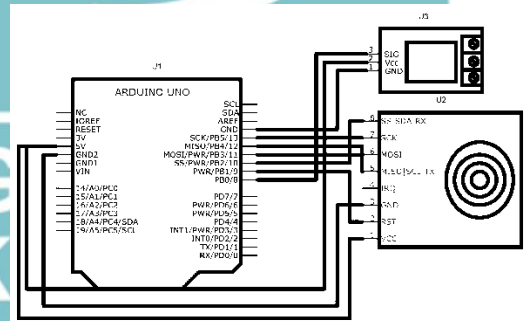 U3
3 SIG
2 Vcc
1 GND
ARDUINO UNO
NC
IOREF
RESET
3V
5V
GND2
GND1
VIN
14/A0/PC0
15/A1/PC1
16/A2/PC2
17/A3/PC3
18/A4/PC4/SDA
19/A5/PC5/SCL
SCL
SDA
AREF
GND
SCK/PB5/13
MISO/PB4/12
MOSI/PWR/PB3/11
SS/PWR/PB2/10
PWR/PB1/9
PB0/8
PD7/7
PWR/PD6/6
PWR/PD5/5
PD4/4
INT1/PWR/PD3/3
INT0/PD2/2
TX/PD1/1
RX/PD0/0
U2
8 SS SDA RX
7 SCK
6 MOSI
5
4 IRQ
3 GND
2 RST
1 VCC